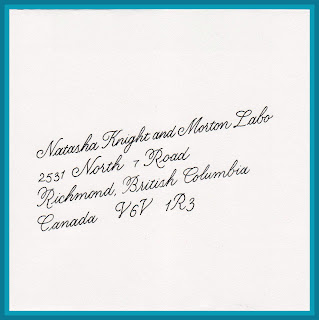 Natasha Knight and Morton Labo
2531 North 7 Road
Richmond, British Columbia
Canada V6V 1R3